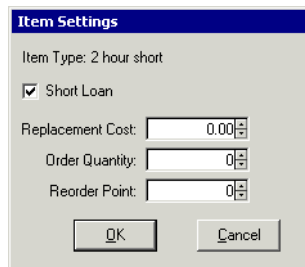 Item Settings
Item Type: 2 hour short
Short Loan
Replacement Cost: 0.00
Order Quantity: 0
Reorder Point: 0
OK Cancel